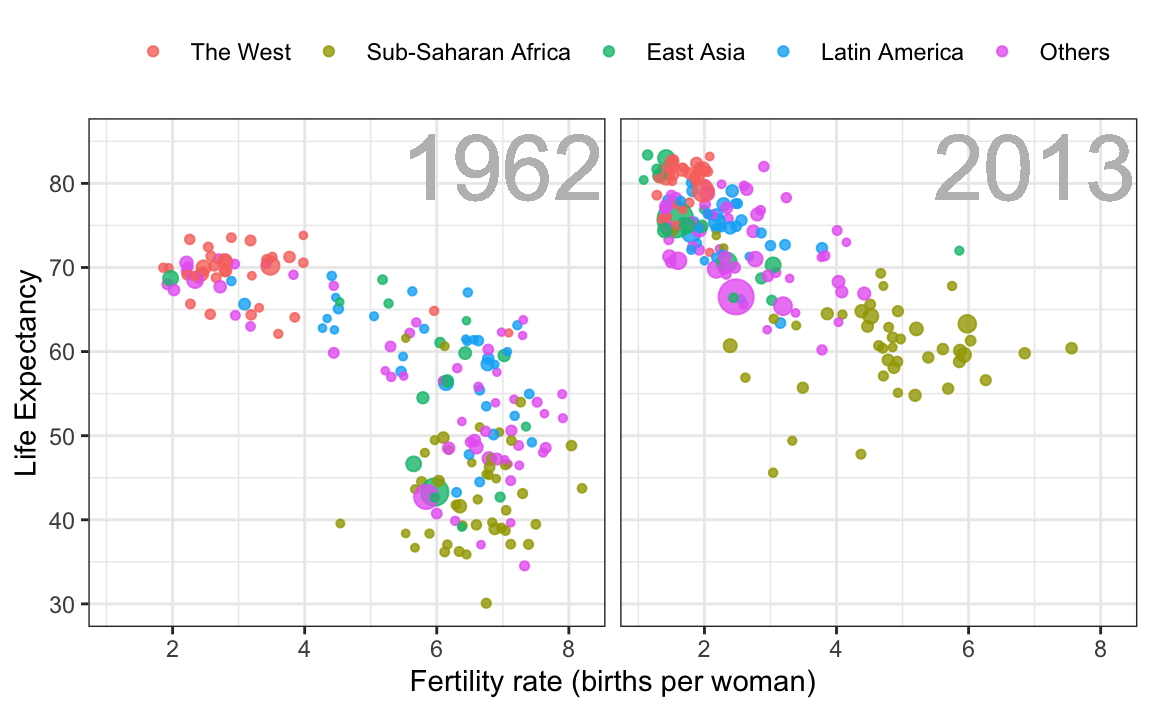 The West Sub-Saharan Africa East Asia Latin America Others
1962 2013
80
70
60
50
40
30
Life Expectancy
2 4 6 8 2 4 6 8
Fertility rate (births per woman)